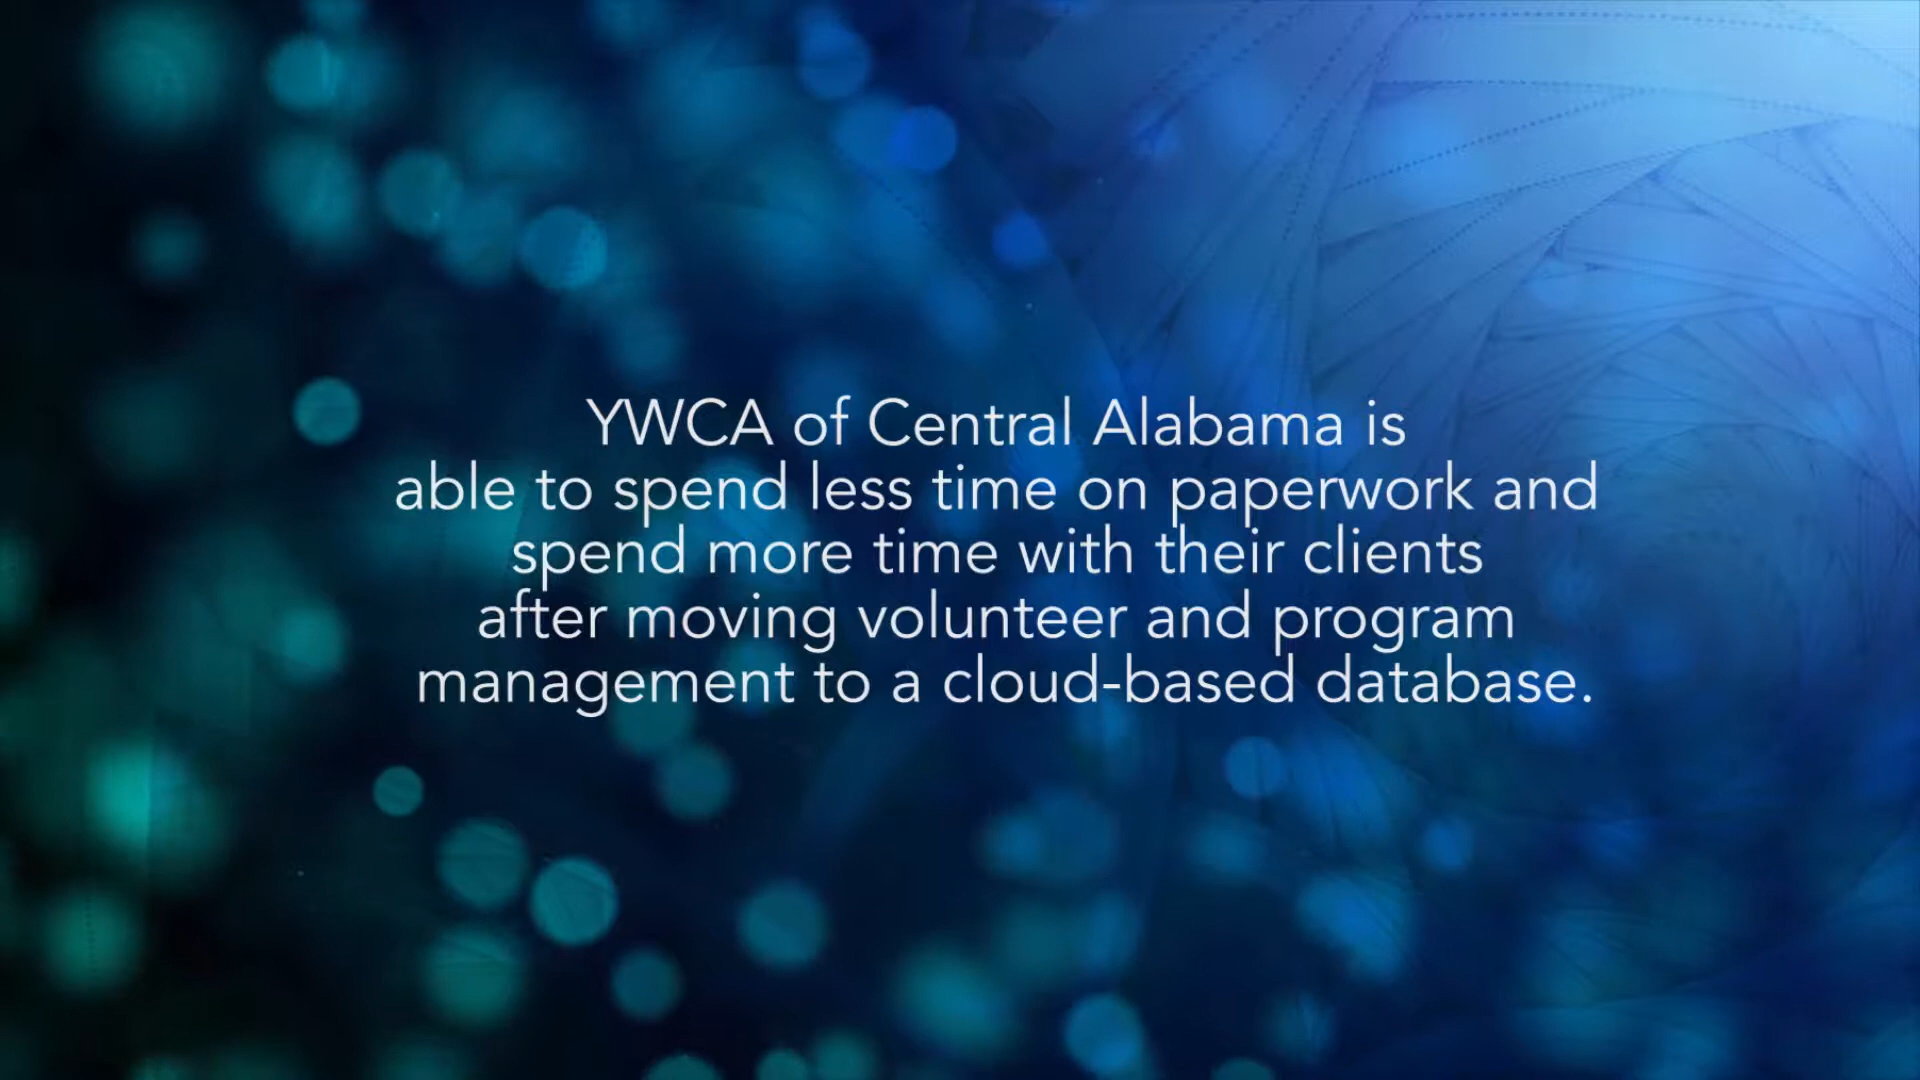 YWCA of Central Alabama is
able to spend less time on paperwork and
spend more time with their clients
after moving volunteer and program
management to a cloud-based database.